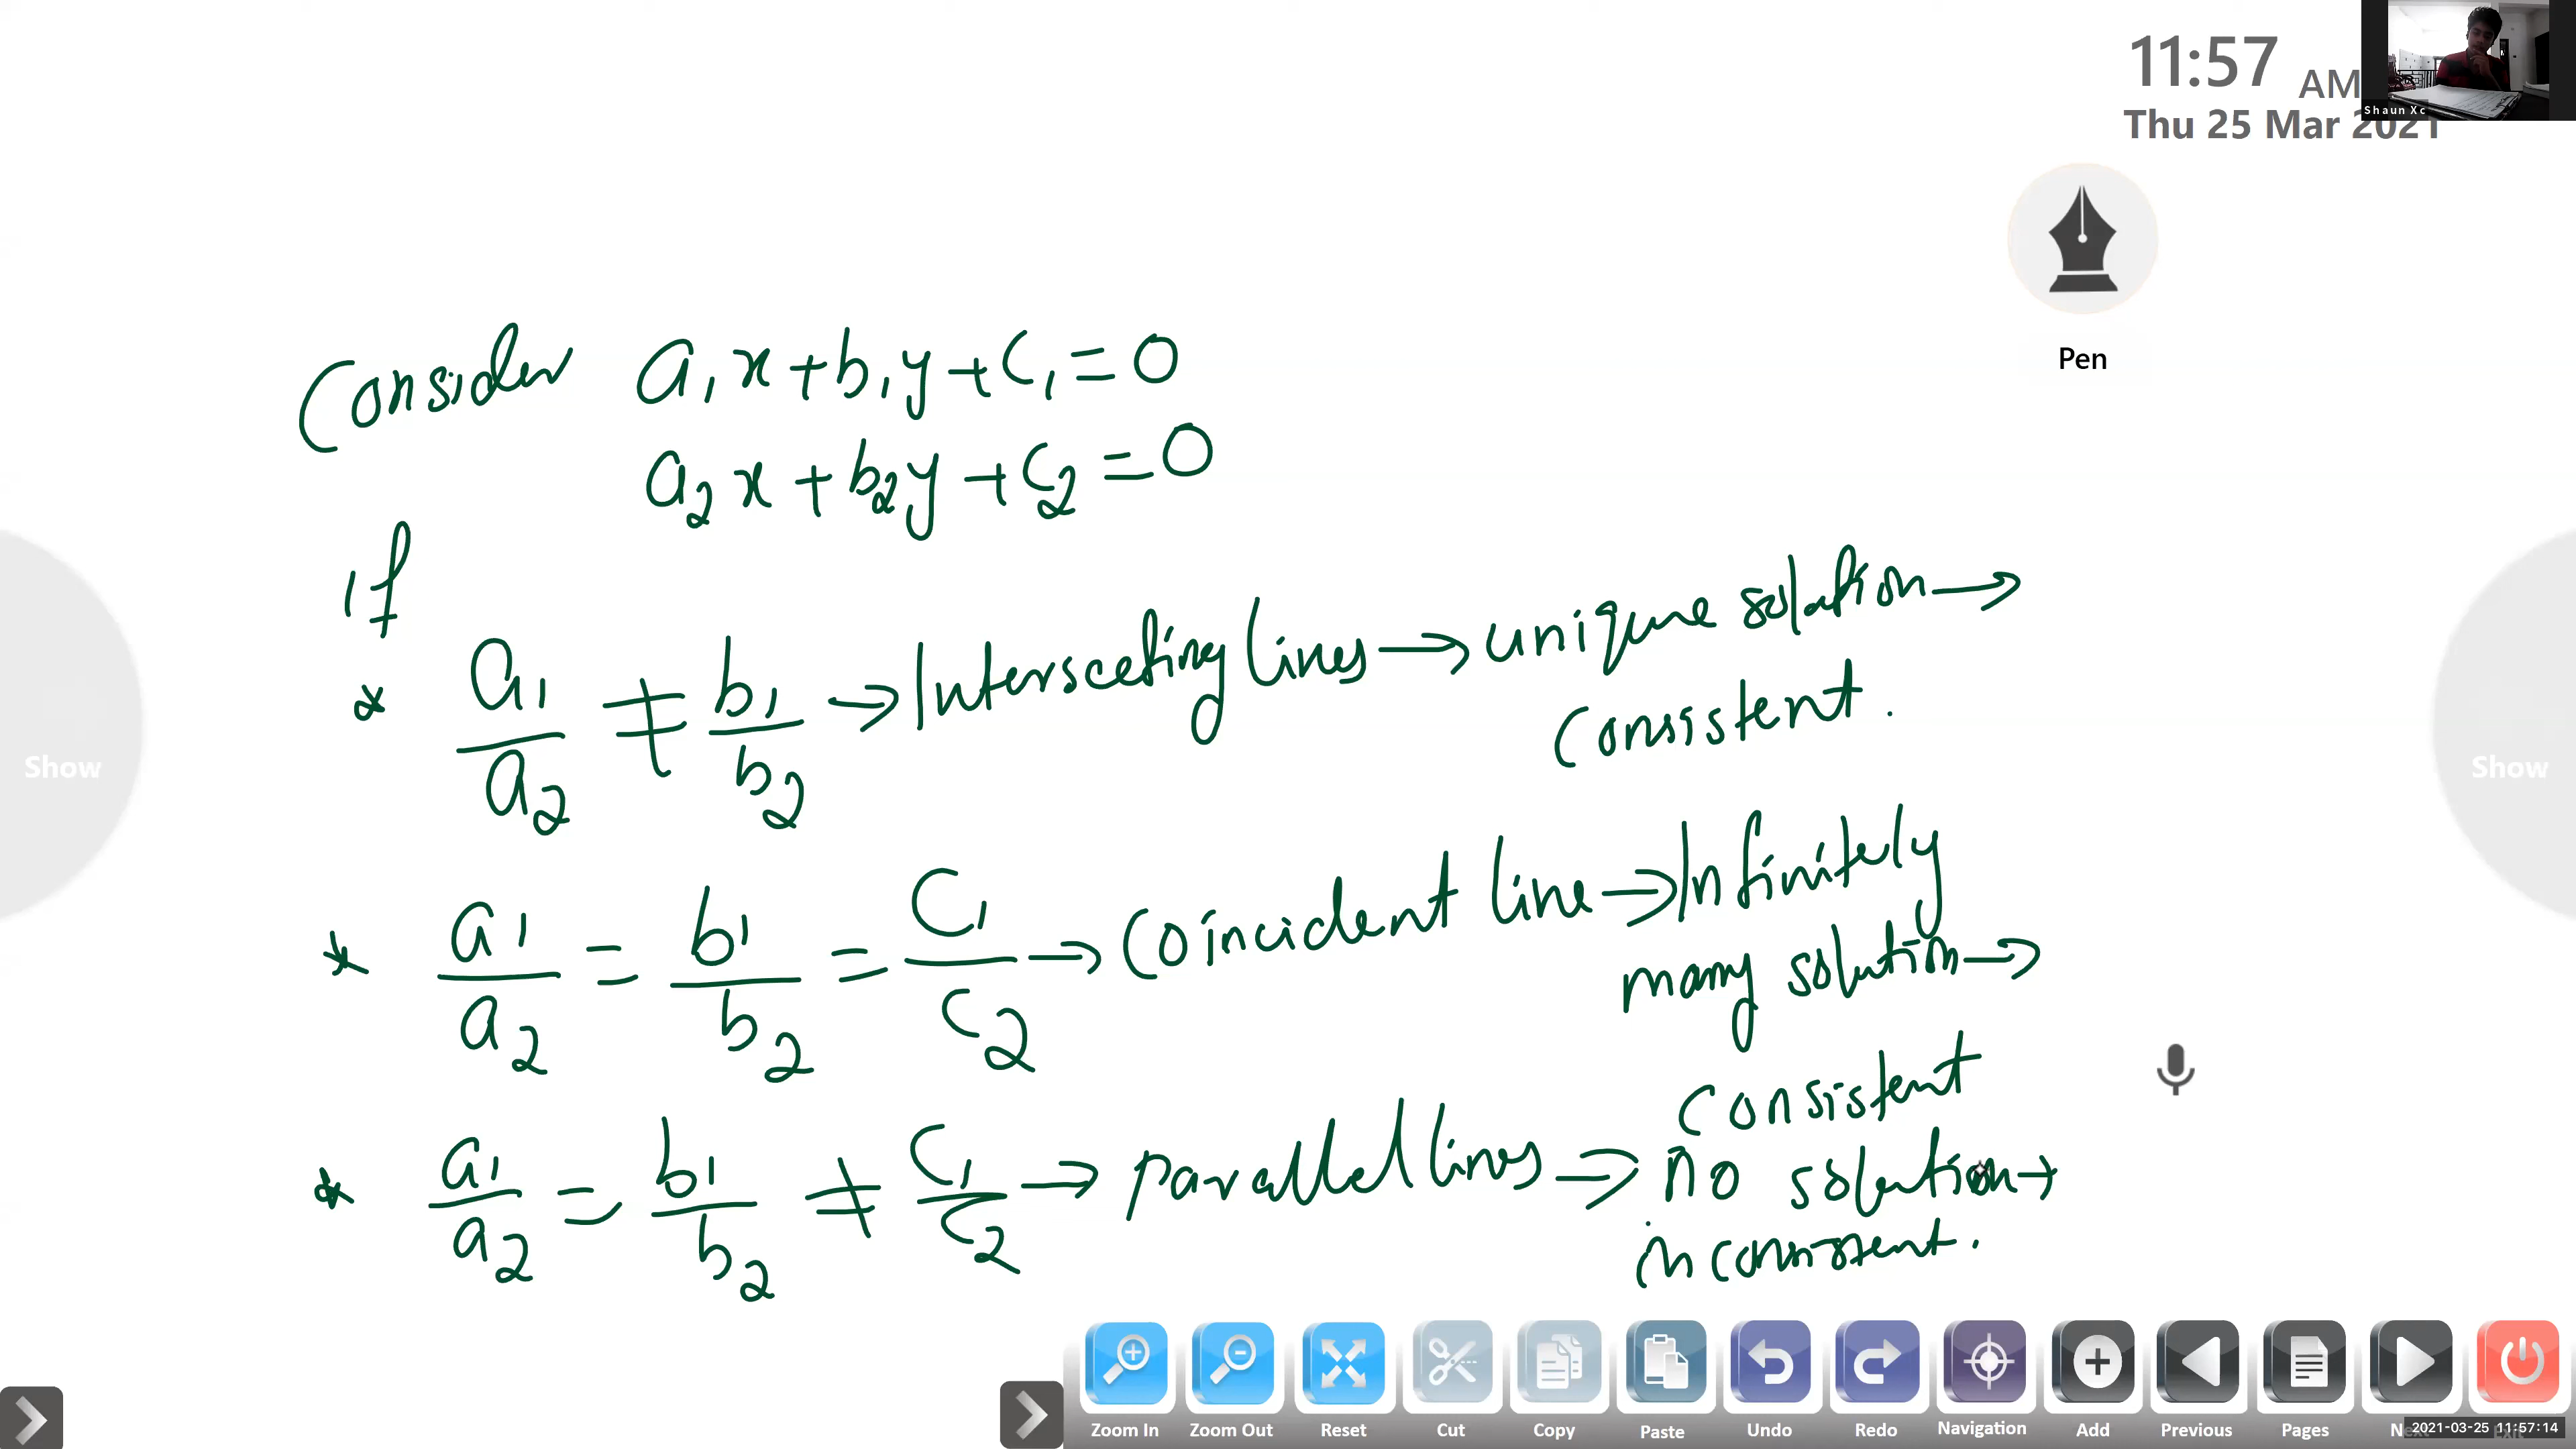 11:57 AM
Thu 25 Mar 2021
Shaun Xc
Pen
Consider a₁x+b₁y+c₁=0
a₂x+b₂y+c₂=0
If
* a₁/a₂ ≠ b₁/b₂ → Intersecting lines → unique solution →
consistent.
* a₁/a₂ = b₁/b₂ = c₁/c₂ → Coincident line → Infinitely
many solution →
consistent
* a₁/a₂ = b₁/b₂ ≠ c₁/c₂ → parallel lines → no solution →
inconsistent.
Show
Show
Zoom In Zoom Out Reset Cut Copy Paste Undo Redo Navigation Add Previous Pages
2021-03-25 11:57:14